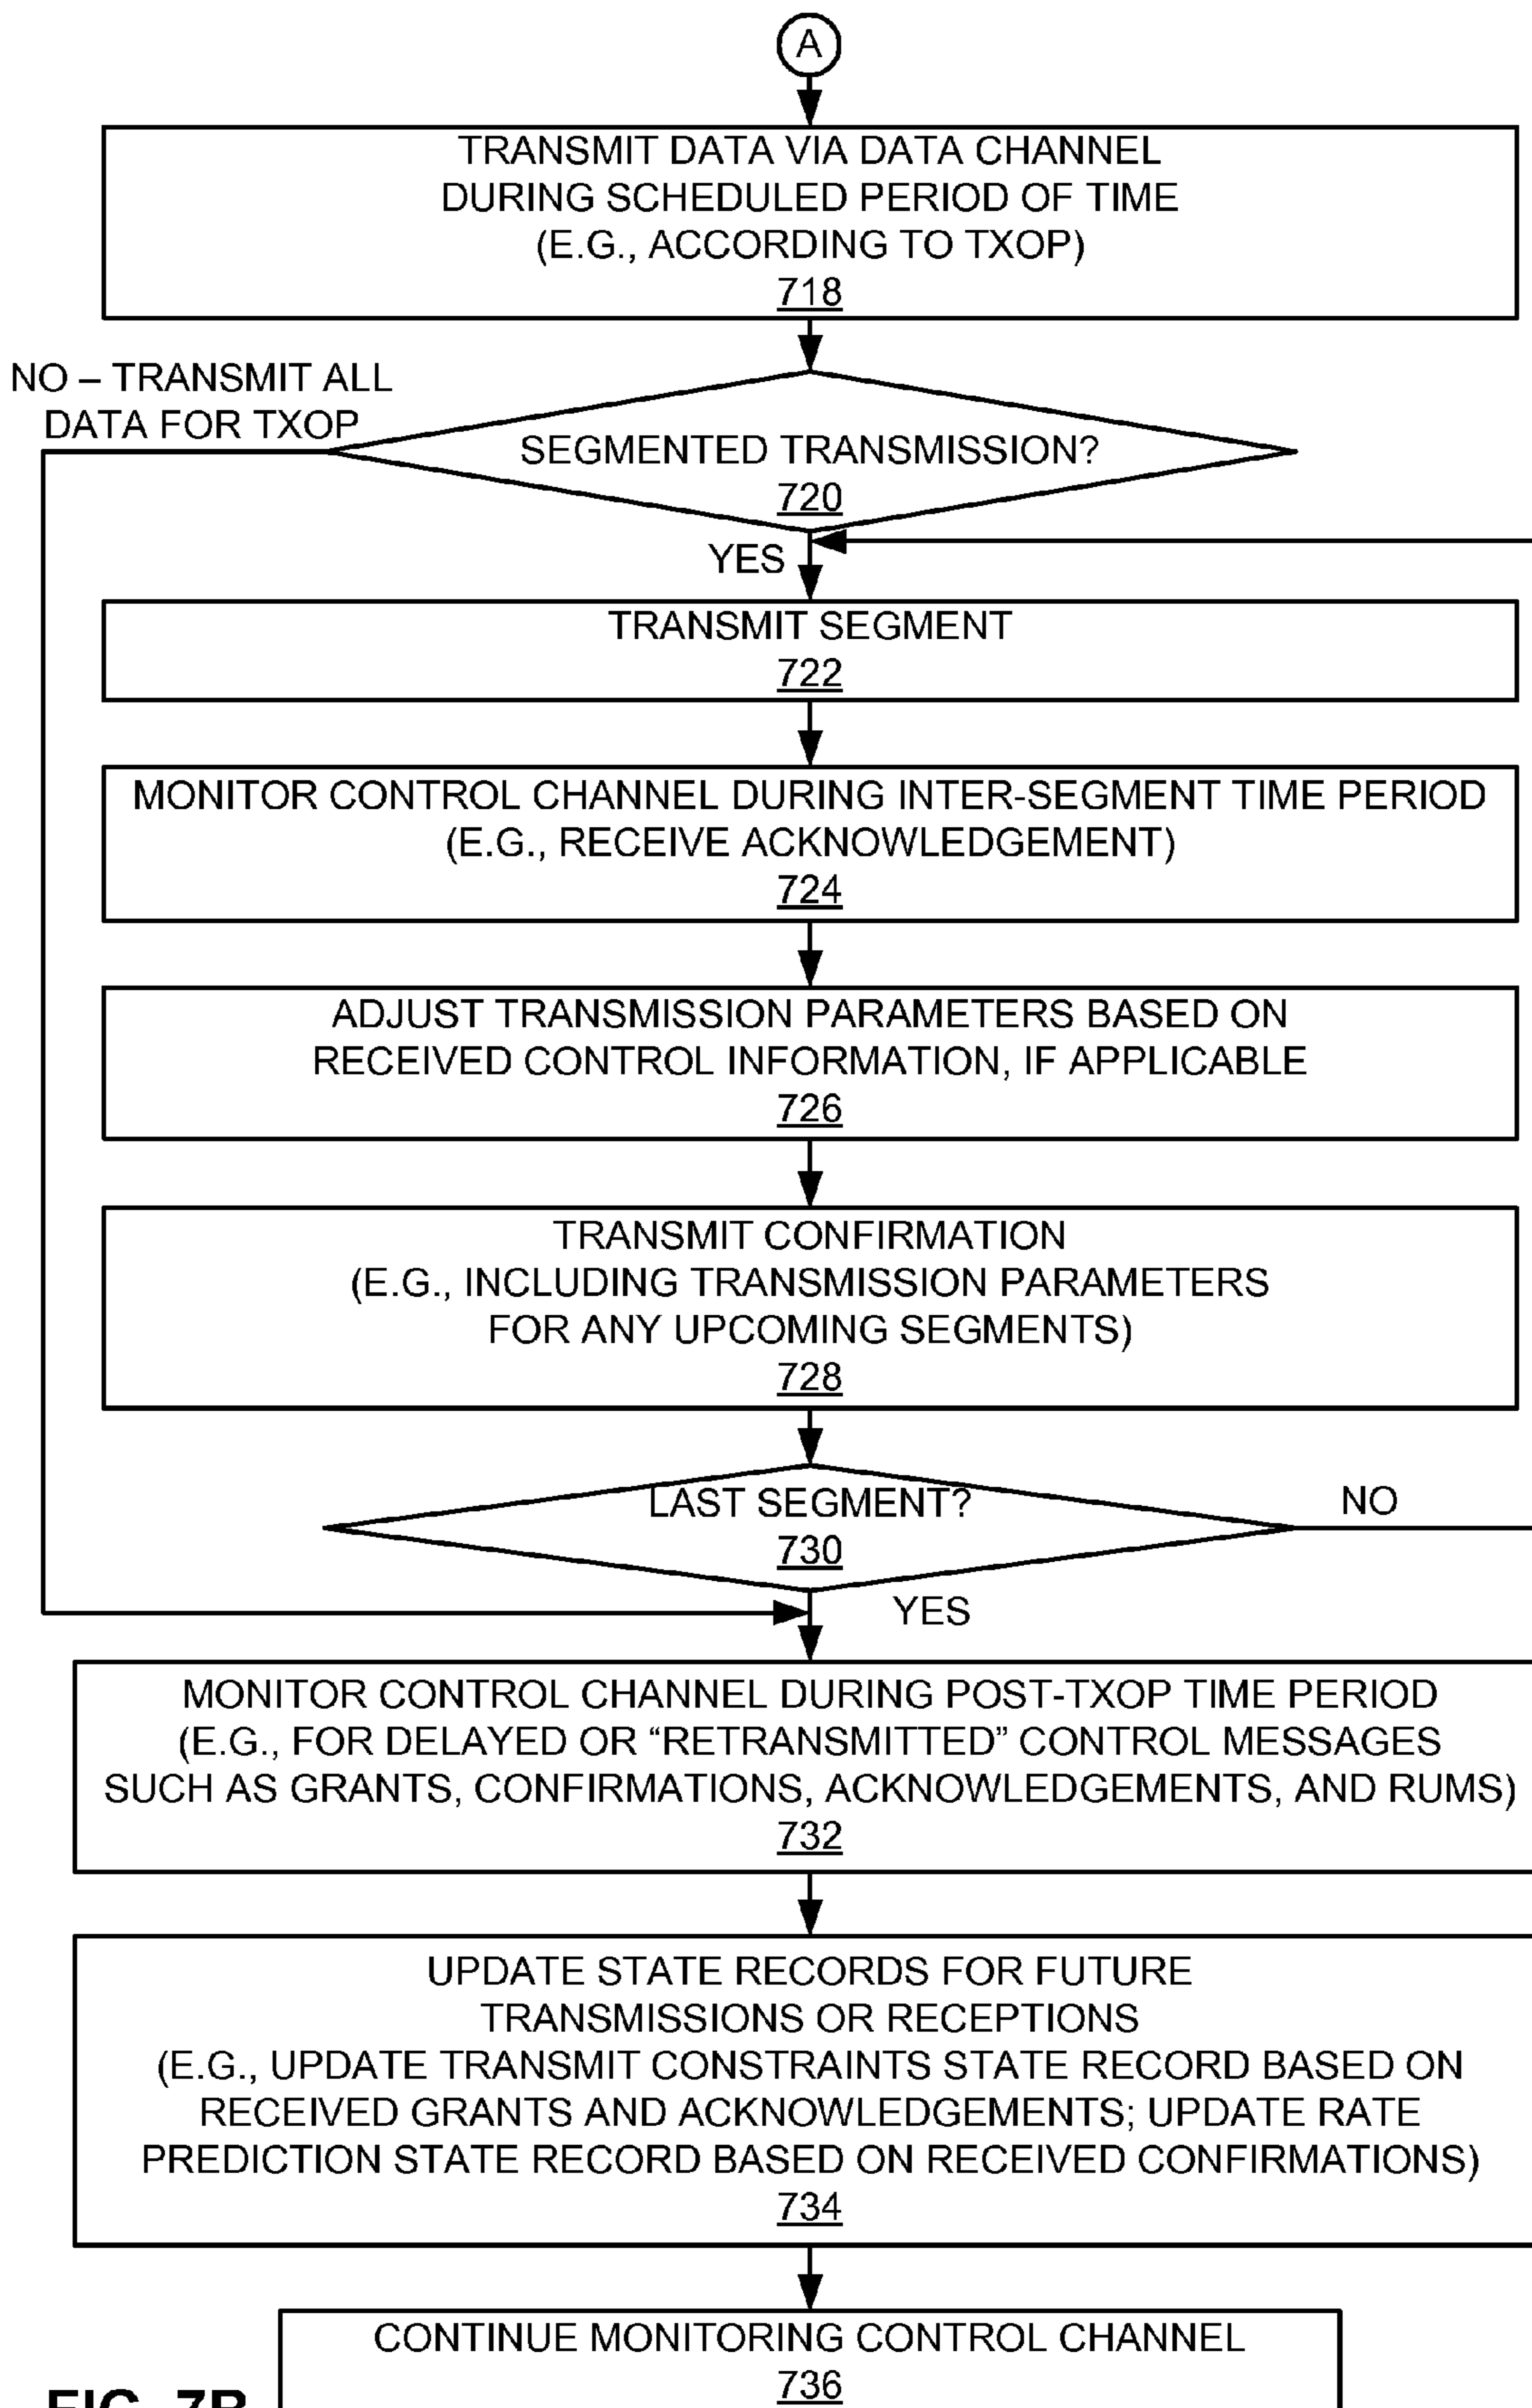 A
TRANSMIT DATA VIA DATA CHANNEL
DURING SCHEDULED PERIOD OF TIME
(E.G., ACCORDING TO TXOP)
718
NO – TRANSMIT ALL
DATA FOR TXOP
SEGMENTED TRANSMISSION?
720
YES
TRANSMIT SEGMENT
722
MONITOR CONTROL CHANNEL DURING INTER-SEGMENT TIME PERIOD
(E.G., RECEIVE ACKNOWLEDGEMENT)
724
ADJUST TRANSMISSION PARAMETERS BASED ON
RECEIVED CONTROL INFORMATION, IF APPLICABLE
726
TRANSMIT CONFIRMATION
(E.G., INCLUDING TRANSMISSION PARAMETERS
FOR ANY UPCOMING SEGMENTS)
728
LAST SEGMENT?
730
NO
YES
MONITOR CONTROL CHANNEL DURING POST-TXOP TIME PERIOD
(E.G., FOR DELAYED OR “RETRANSMITTED” CONTROL MESSAGES
SUCH AS GRANTS, CONFIRMATIONS, ACKNOWLEDGEMENTS, AND RUMS)
732
UPDATE STATE RECORDS FOR FUTURE
TRANSMISSIONS OR RECEPTIONS
(E.G., UPDATE TRANSMIT CONSTRAINTS STATE RECORD BASED ON
RECEIVED GRANTS AND ACKNOWLEDGEMENTS; UPDATE RATE
PREDICTION STATE RECORD BASED ON RECEIVED CONFIRMATIONS)
734
CONTINUE MONITORING CONTROL CHANNEL
736
FIG. 7B